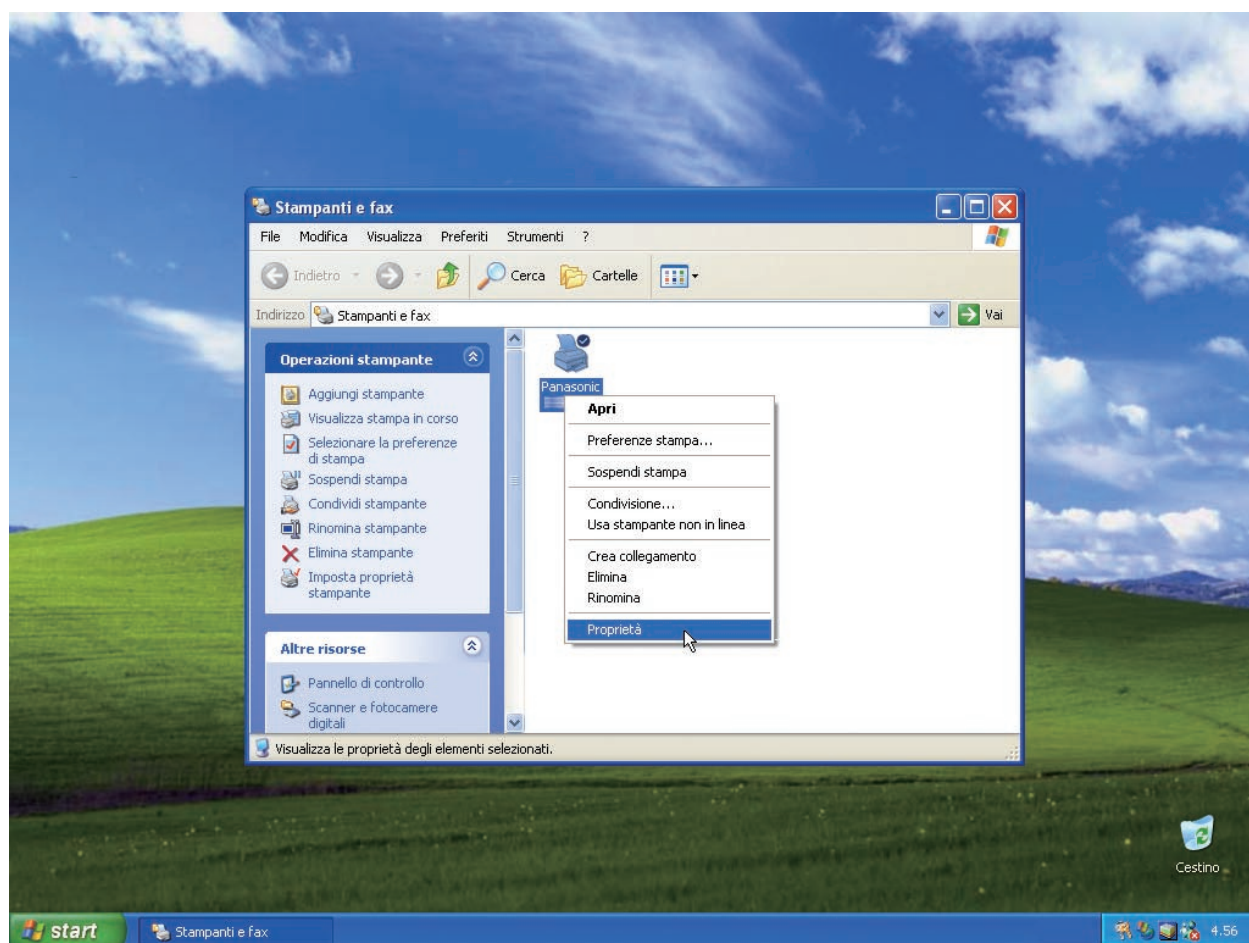 Stampanti e fax
File Modifica Visualizza Preferiti Strumenti ?
Indietro Cerca Cartelle
Indirizzo Stampanti e fax Vai
Operazioni stampante
Aggiungi stampante
Visualizza stampa in corso
Selezionare la preferenze
di stampa
Sospendi stampa
Condividi stampante
Rinomina stampante
Elimina stampante
Imposta proprietà
stampante
Altre risorse
Pannello di controllo
Scanner e fotocamere
digitali
Panasonic
Apri
Preferenze stampa...
Sospendi stampa
Condivisione...
Usa stampante non in linea
Crea collegamento
Elimina
Rinomina
Proprietà
Visualizza le proprietà degli elementi selezionati.
Cestino
start Stampanti e fax 4.56